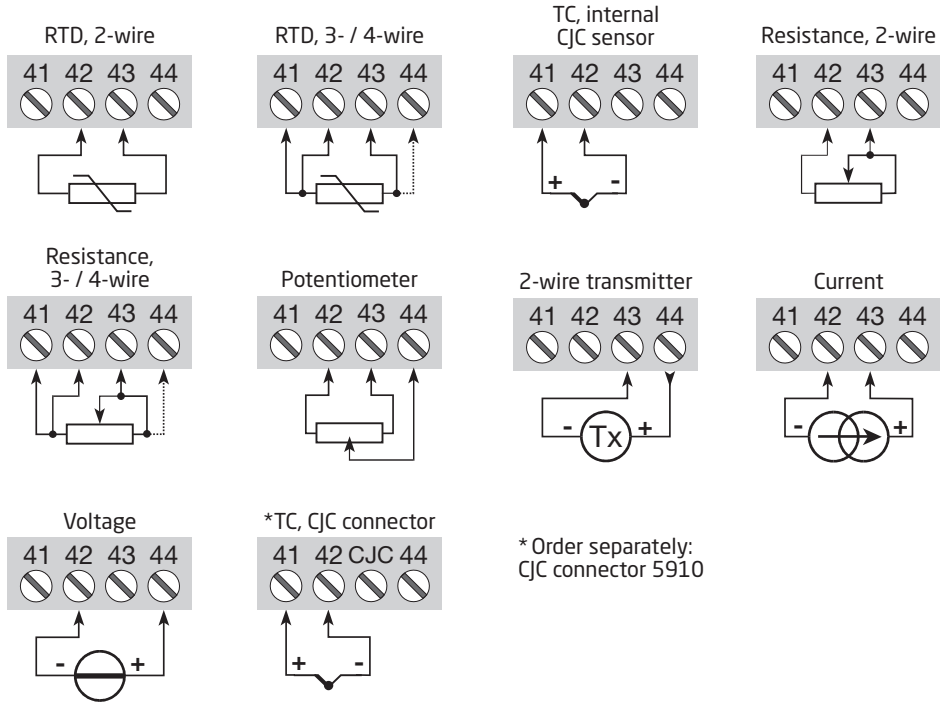 RTD, 2-wire
41 42 43 44
RTD, 3- / 4-wire
41 42 43 44
TC, internal
CJC sensor
41 42 43 44
+ -
Resistance, 2-wire
41 42 43 44
Resistance,
3- / 4-wire
41 42 43 44
Potentiometer
41 42 43 44
2-wire transmitter
41 42 43 44
- Tx +
Current
41 42 43 44
- +
Voltage
41 42 43 44
- +
*TC, CJC connector
41 42 CJC 44
+ -
* Order separately:
CJC connector 5910